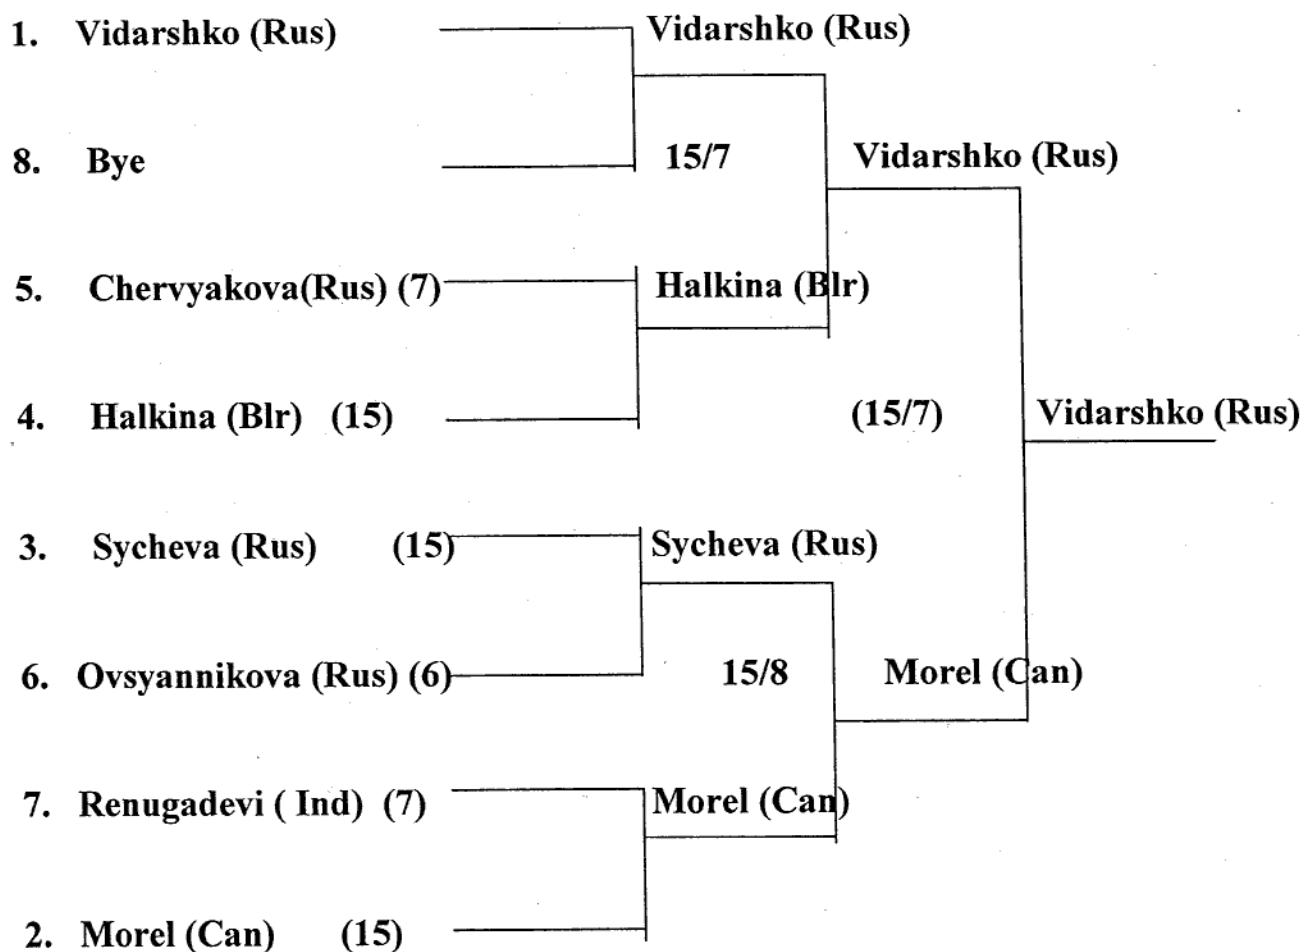 1. Vidarshko (Rus) Vidarshko (Rus)
8. Bye 15/7 Vidarshko (Rus)
5. Chervyakova(Rus) (7) Halkina (Blr)
4. Halkina (Blr) (15) (15/7) Vidarshko (Rus)
3. Sycheva (Rus) (15) Sycheva (Rus)
6. Ovsyannikova (Rus) (6) 15/8 Morel (Can)
7. Renugadevi ( Ind) (7) Morel (Can)
2. Morel (Can) (15)